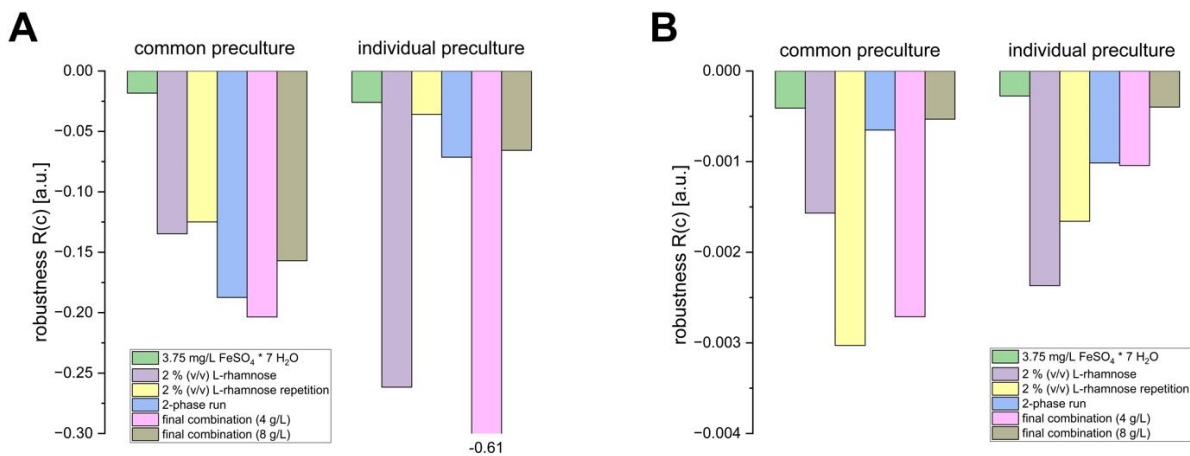 A
common preculture
individual preculture
0.00
−0.05
−0.10
−0.15
−0.20
−0.25
−0.30
robustness R(c) [a.u.]
3.75 mg/L FeSO₄ * 7 H₂O
2 % (v/v) L-rhamnose
2 % (v/v) L-rhamnose repetition
2-phase run
final combination (4 g/L)
final combination (8 g/L)
-0.61
B
common preculture
individual preculture
0.000
−0.001
−0.002
−0.003
−0.004
robustness R(c) [a.u.]
3.75 mg/L FeSO₄ * 7 H₂O
2 % (v/v) L-rhamnose
2 % (v/v) L-rhamnose repetition
2-phase run
final combination (4 g/L)
final combination (8 g/L)